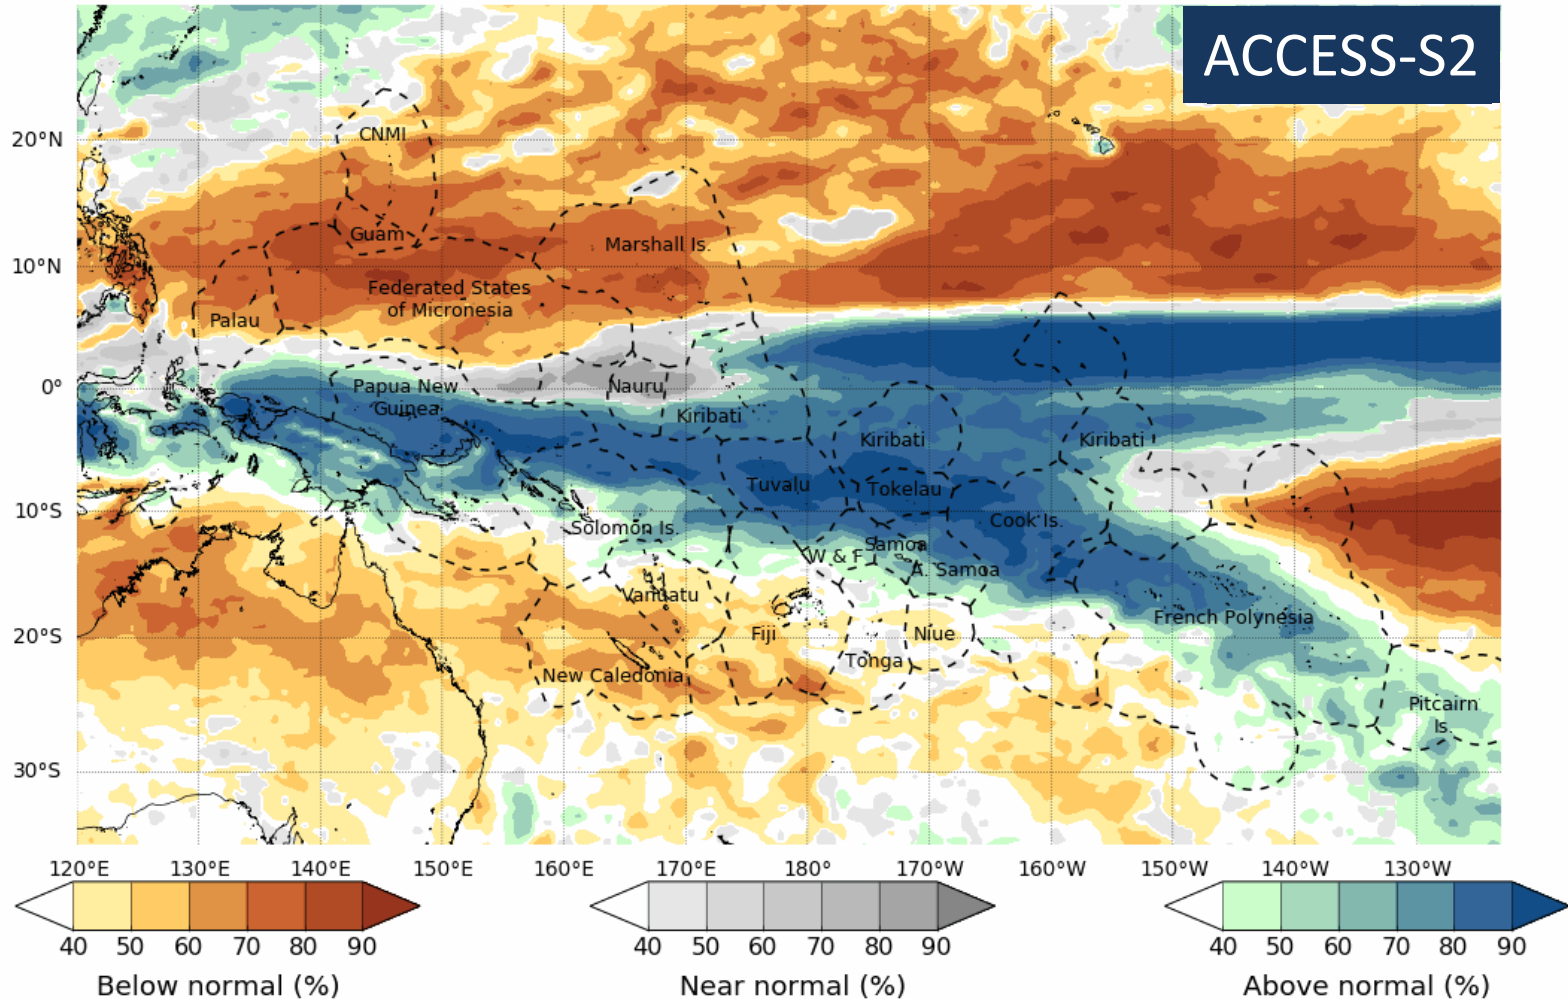 ACCESS-S2
20°N
CNMI
Guam
Marshall Is.
10°N
Federated States
of Micronesia
Palau
0°
Papua New
Guinea
Nauru
Kiribati
Kiribati
Kiribati
Tuvalu
Tokelau
10°S
Solomon Is.
Cook Is.
Samoa
W & F
A. Samoa
Vanuatu
French Polynesia
20°S
Fiji
Niue
Tonga
New Caledonia
Pitcairn
Is.
30°S
120°E 130°E 140°E 150°E 160°E 170°E 180° 170°W 160°W 150°W 140°W 130°W
40 50 60 70 80 90
Below normal (%)
40 50 60 70 80 90
Near normal (%)
40 50 60 70 80 90
Above normal (%)